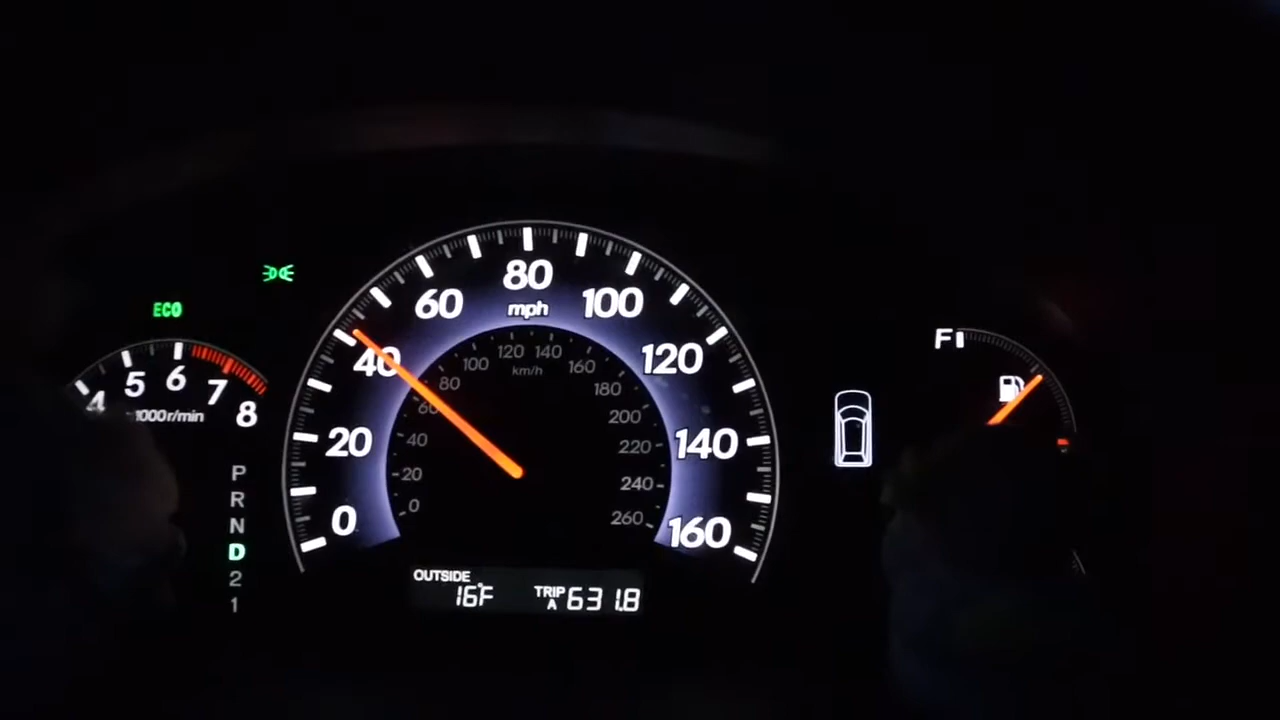 ECO
4 5 6 7 8
1000r/min
P
R
N
D
2
1
0 20 40 60 80 100 120 140 160
mph
0 20 40 60 80 100 120 140 160 180 200 220 240 260
km/h
OUTSIDE 16°F TRIP A 631.8
F